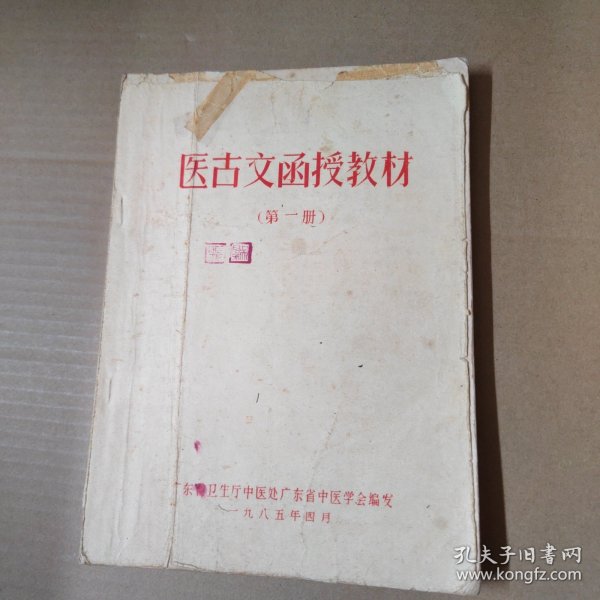 医古文函授教材
（第一册）
东 卫生厅中医处广东省中医学会编发
一九八五年四月
孔夫子旧书网
www.kongfz.com